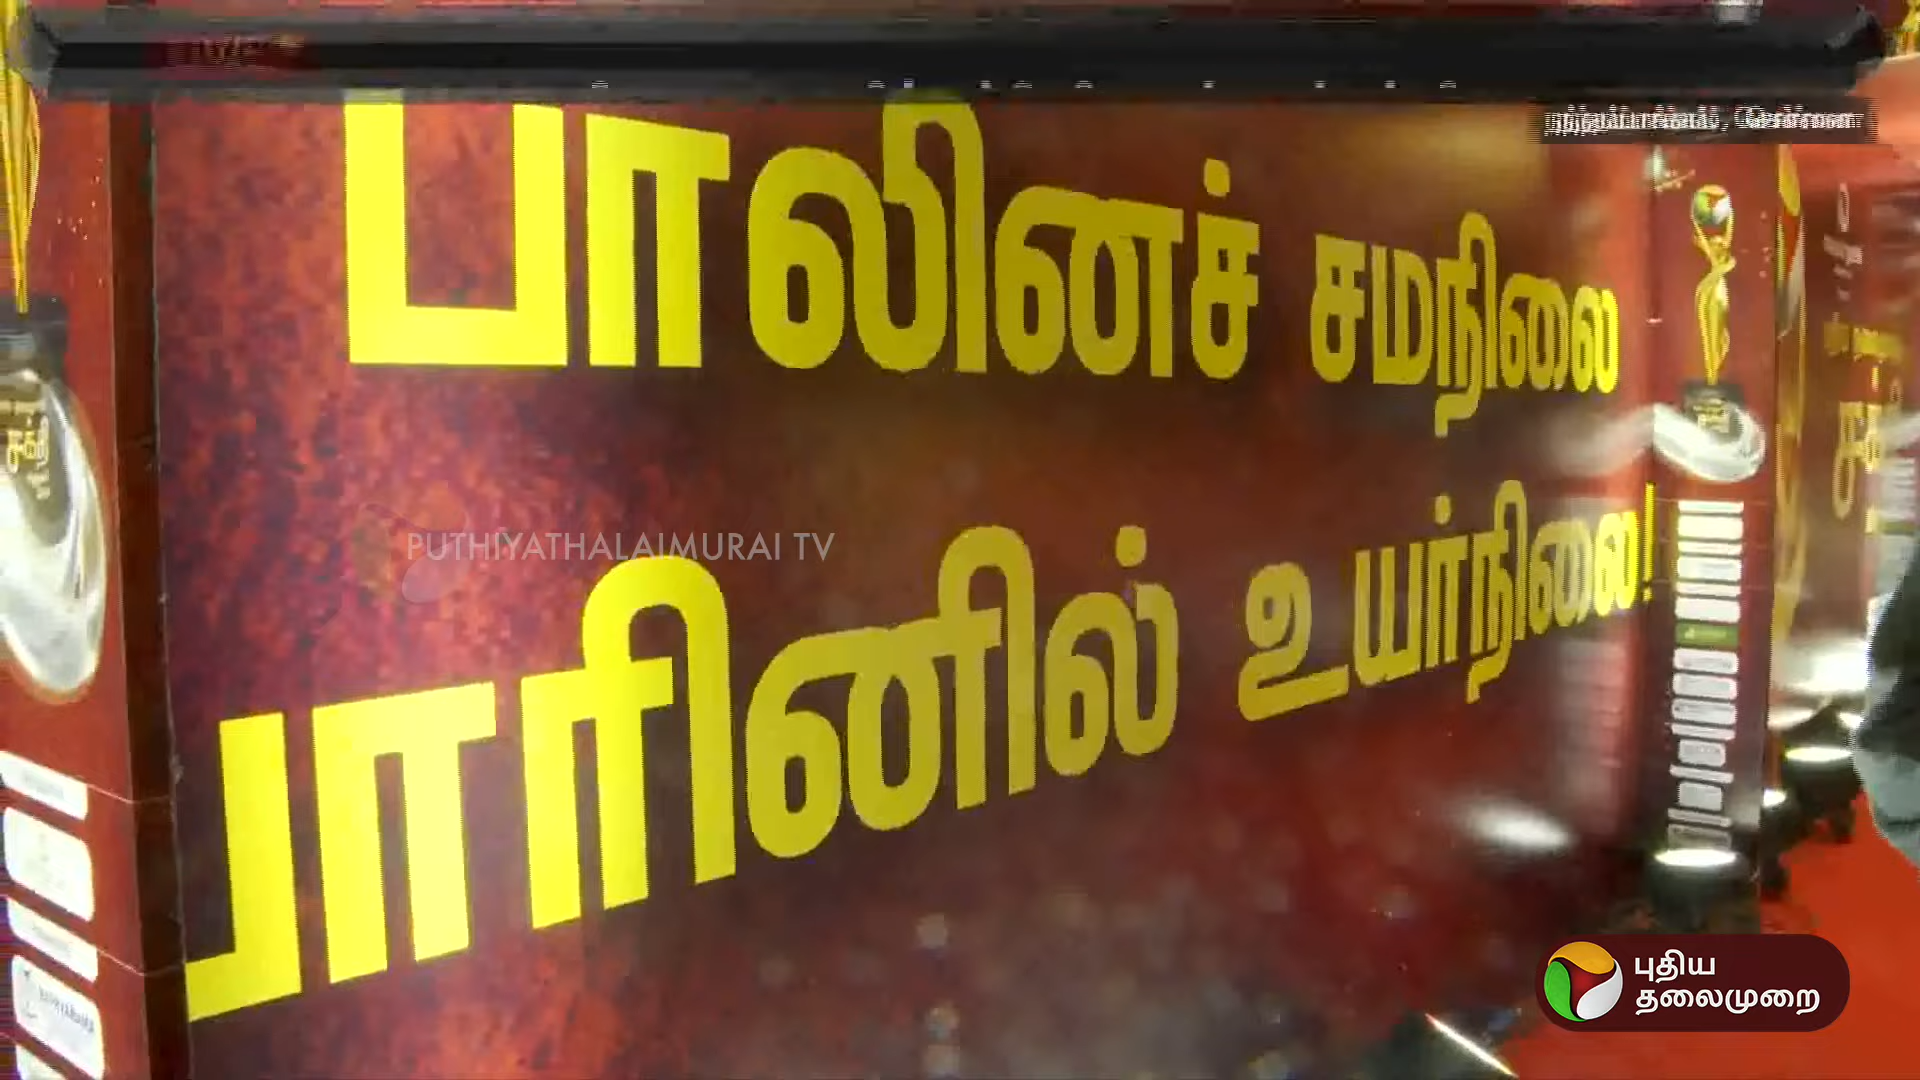 பாலினச் சமநிலை
பாரினில் உயர்நிலை!
PUTHIYATHALAIMURAI TV
புதிய
தலைமுறை